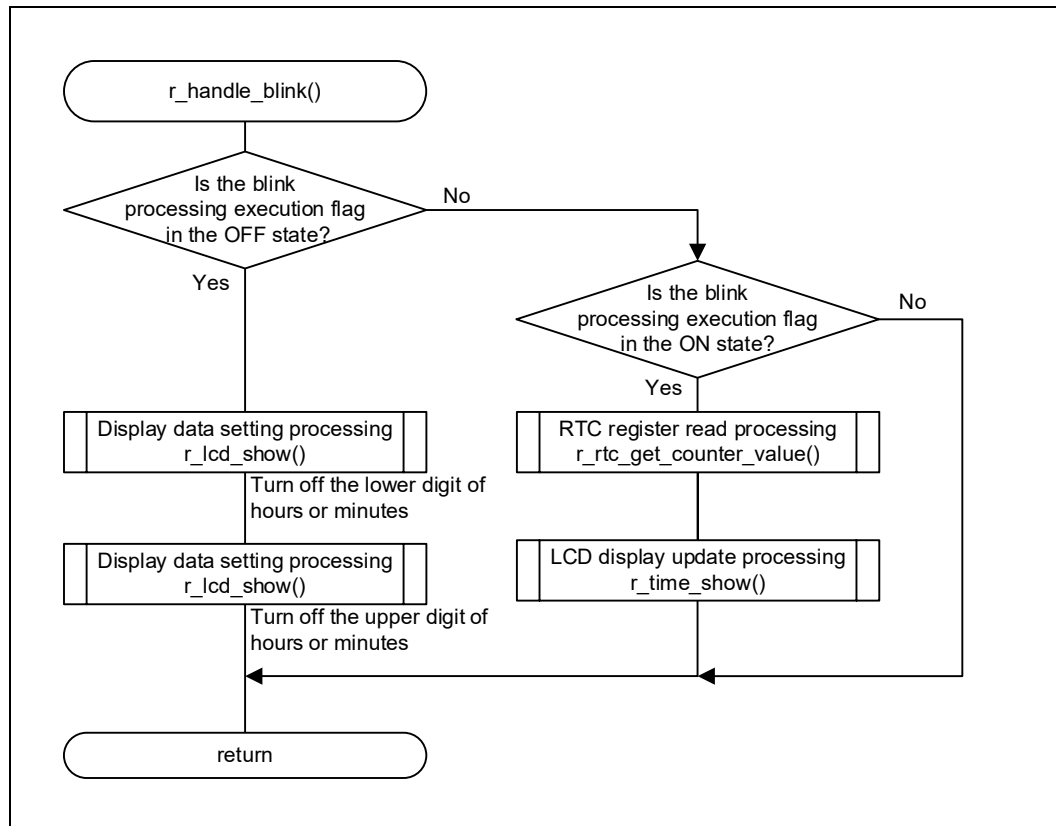 r_handle_blink()
Is the blink
processing execution flag
in the OFF state?
No
Yes
Is the blink
processing execution flag
in the ON state?
No
Yes
Display data setting processing
r_lcd_show()
Turn off the lower digit of
hours or minutes
RTC register read processing
r_rtc_get_counter_value()
Display data setting processing
r_lcd_show()
Turn off the upper digit of
hours or minutes
LCD display update processing
r_time_show()
return